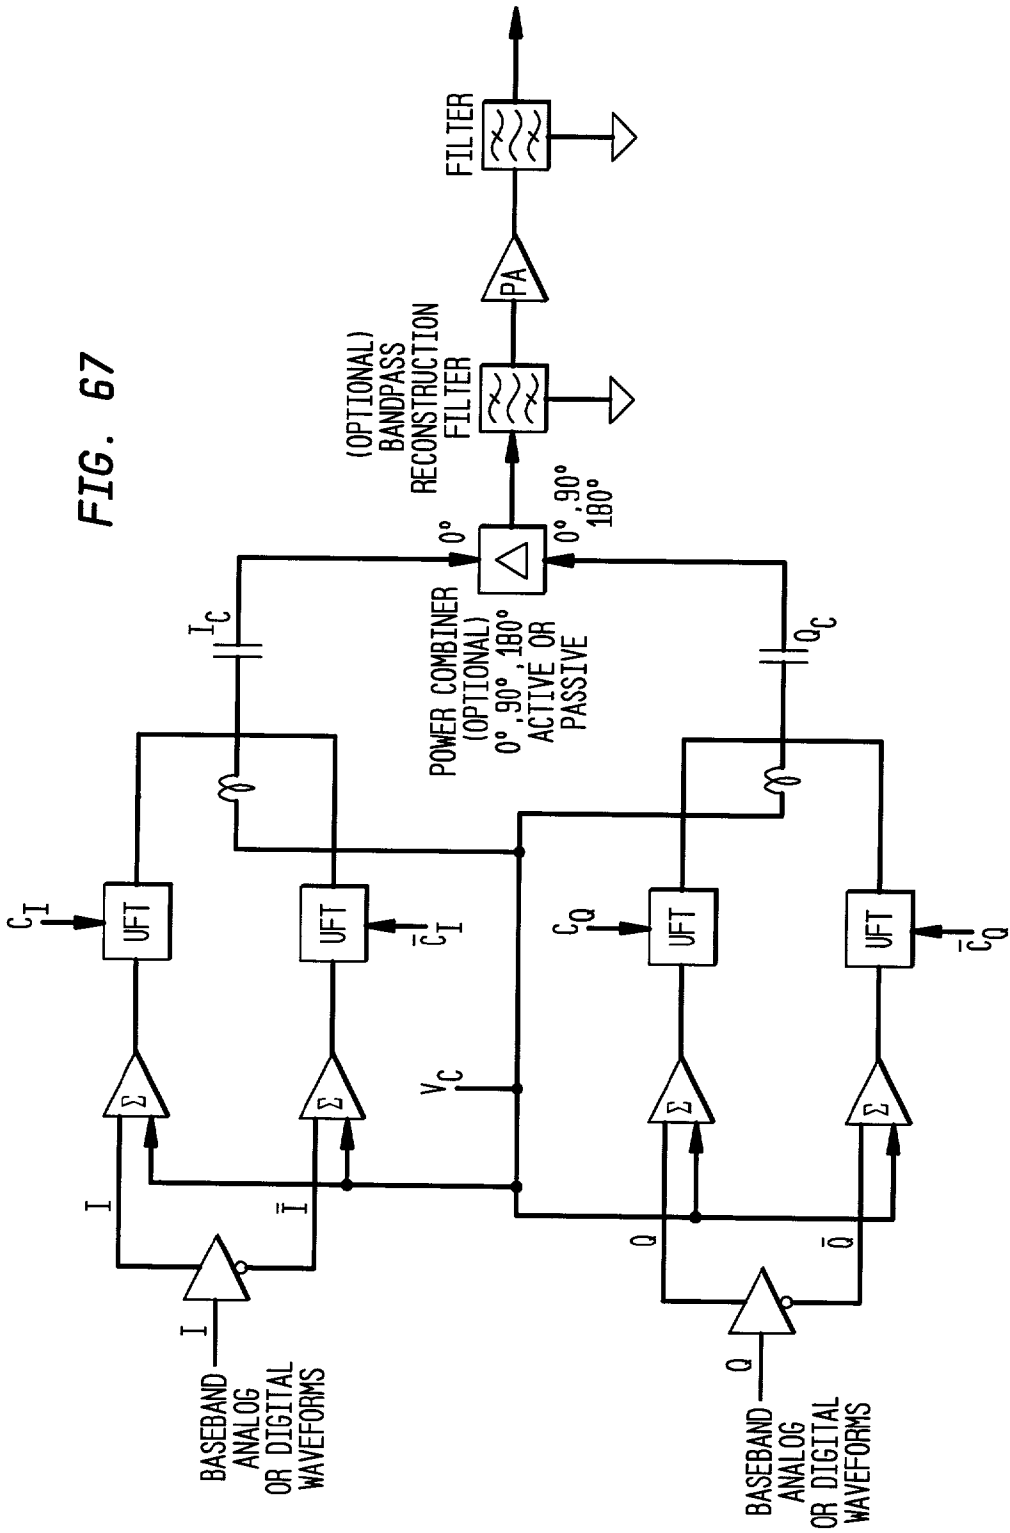 FIG. 67
BASEBAND
ANALOG
OR DIGITAL
WAVEFORMS
I
I
Ī
Σ
Σ
C_I
UFT
UFT
C̄_I
I_C
V_C
BASEBAND
ANALOG
OR DIGITAL
WAVEFORMS
Q
Q
Q̄
Σ
Σ
C_Q
UFT
UFT
C̄_Q
Q_C
POWER COMBINER
(OPTIONAL)
0°,90°,180°
ACTIVE OR
PASSIVE
0°
0°,90°
180°
(OPTIONAL)
BANDPASS
RECONSTRUCTION
FILTER
PA
FILTER